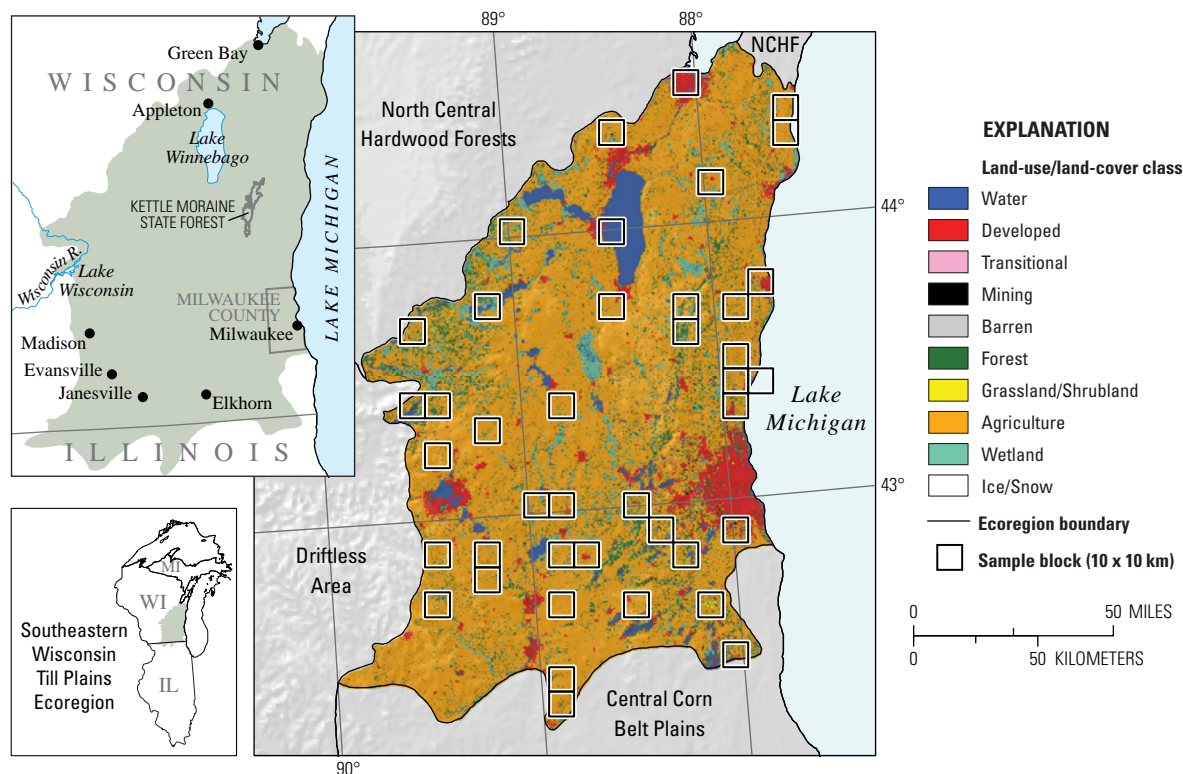 Green Bay
WISCONSIN
Appleton
Lake
Winnebago
KETTLE MORAINE
STATE FOREST
LAKE MICHIGAN
Wisconsin R.
Lake
Wisconsin
MILWAUKEE
COUNTY
Milwaukee
Madison
Evansville
Janesville
Elkhorn
ILLINOIS
MI
WI
IL
Southeastern
Wisconsin
Till Plains
Ecoregion
89°
88°
NCHF
North Central
Hardwood Forests
44°
Lake
Michigan
43°
Driftless
Area
Central Corn
Belt Plains
90°
EXPLANATION
Land-use/land-cover class
Water
Developed
Transitional
Mining
Barren
Forest
Grassland/Shrubland
Agriculture
Wetland
Ice/Snow
Ecoregion boundary
Sample block (10 x 10 km)
0 50 MILES
0 50 KILOMETERS